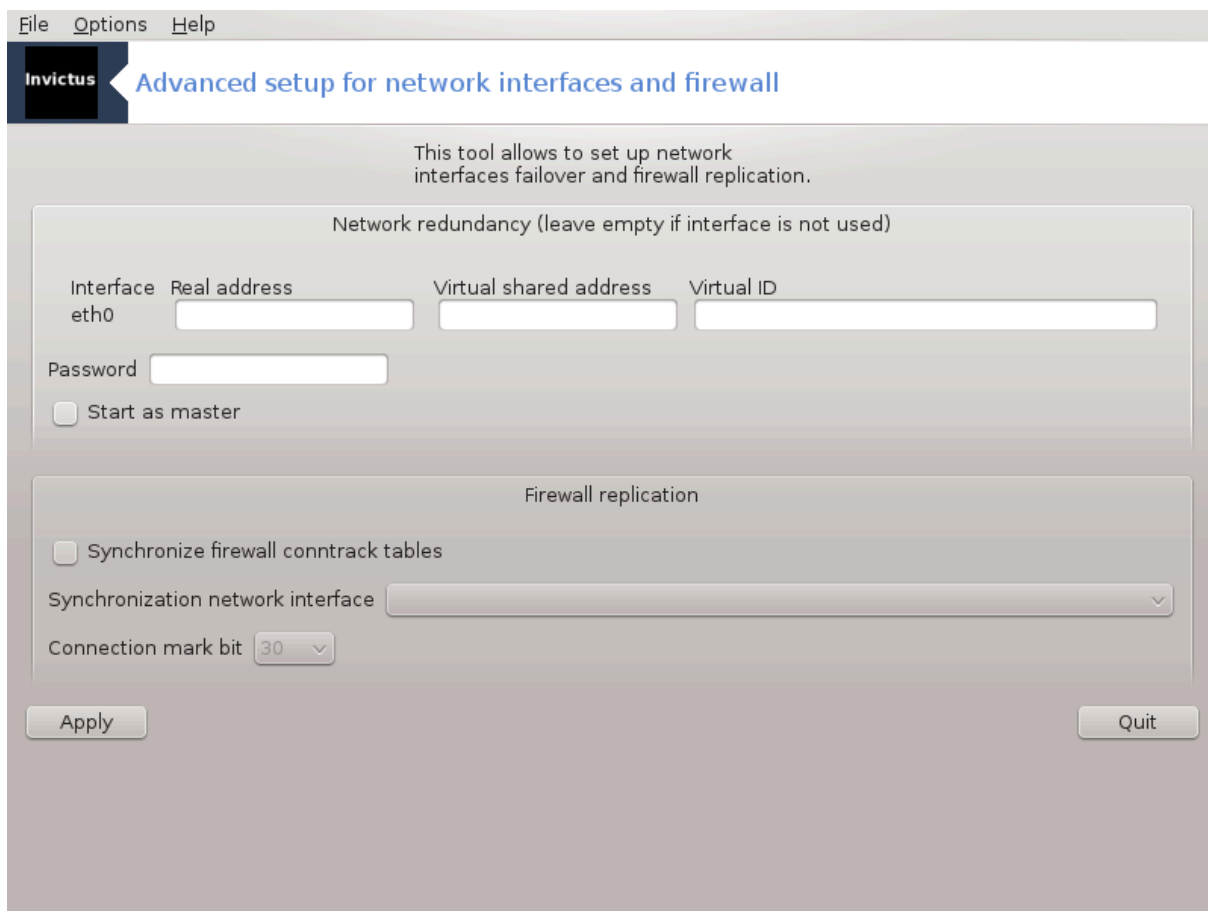 File Options Help
Invictus
Advanced setup for network interfaces and firewall
This tool allows to set up network
interfaces failover and firewall replication.
Network redundancy (leave empty if interface is not used)
Interface Real address Virtual shared address Virtual ID
eth0
Password
Start as master
Firewall replication
Synchronize firewall conntrack tables
Synchronization network interface
Connection mark bit 30
Apply Quit